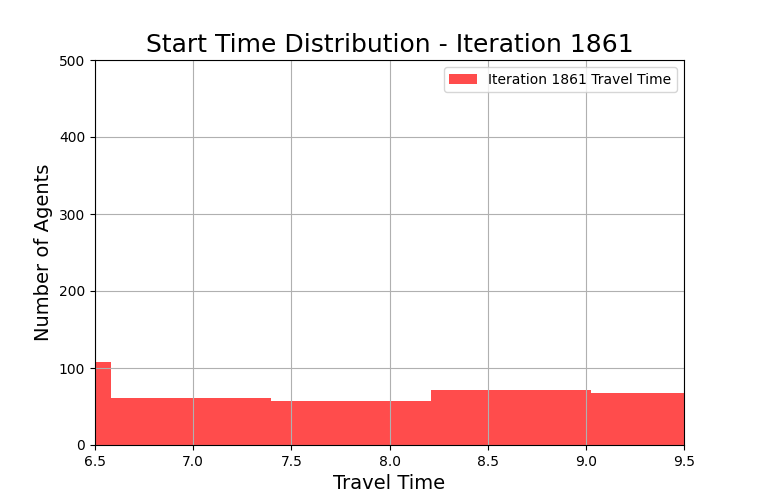 Start Time Distribution - Iteration 1861
Iteration 1861 Travel Time
Number of Agents
500
400
300
200
100
0
6.5 7.0 7.5 8.0 8.5 9.0 9.5
Travel Time